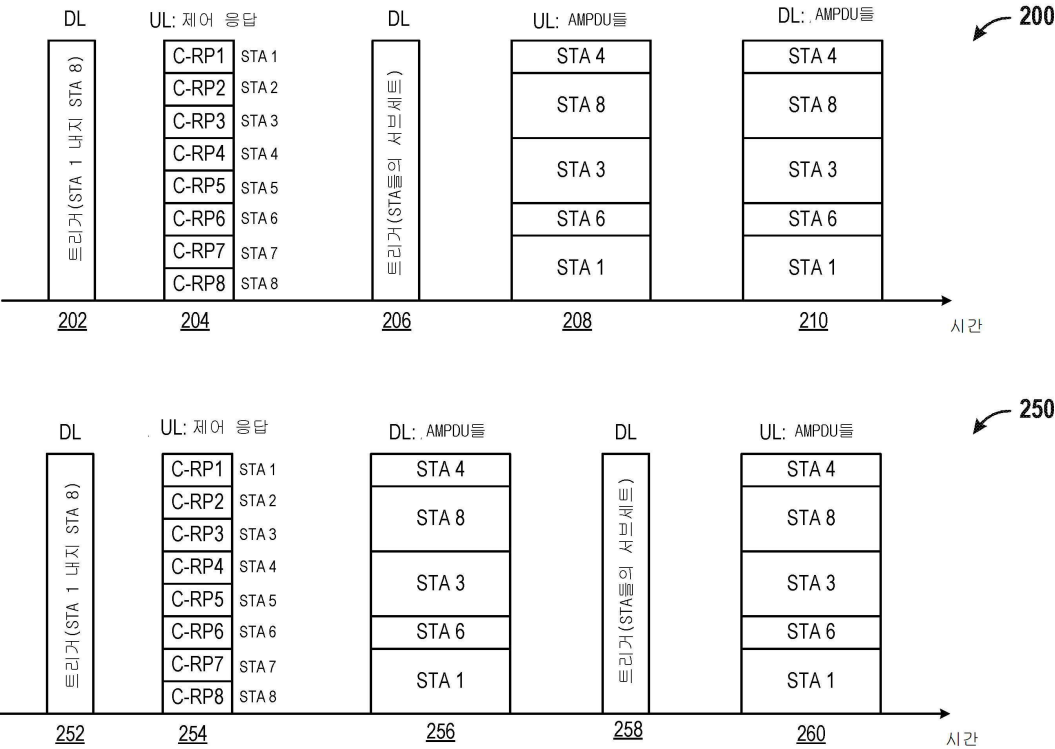 200
DL
UL: 제어 응답
DL
UL: AMPDU들
DL: AMPDU들
트리거(STA 1 내지 STA 8)
C-RP1 STA 1
C-RP2 STA 2
C-RP3 STA 3
C-RP4 STA 4
C-RP5 STA 5
C-RP6 STA 6
C-RP7 STA 7
C-RP8 STA 8
트리거(STA들의 서브세트)
STA 4
STA 8
STA 3
STA 6
STA 1
STA 4
STA 8
STA 3
STA 6
STA 1
202
204
206
208
210
시간
250
DL
UL: 제어 응답
DL: AMPDU들
DL
UL: AMPDU들
트리거(STA 1 내지 STA 8)
C-RP1 STA 1
C-RP2 STA 2
C-RP3 STA 3
C-RP4 STA 4
C-RP5 STA 5
C-RP6 STA 6
C-RP7 STA 7
C-RP8 STA 8
STA 4
STA 8
STA 3
STA 6
STA 1
트리거(STA들의 서브세트)
STA 4
STA 8
STA 3
STA 6
STA 1
252
254
256
258
260
시간